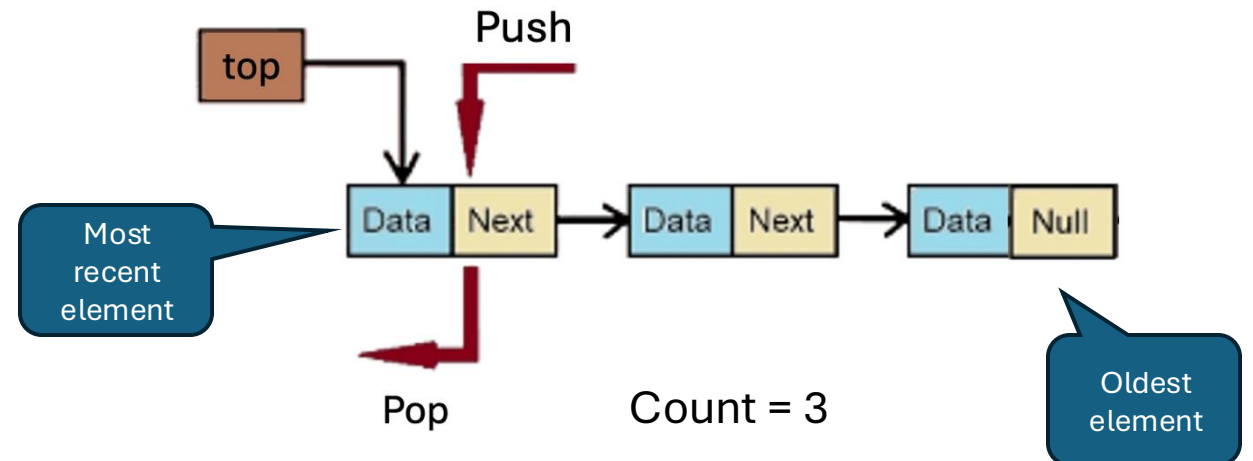 Push
top
Data Next Data Next Data Null
Most
recent
element
Pop
Count = 3
Oldest
element